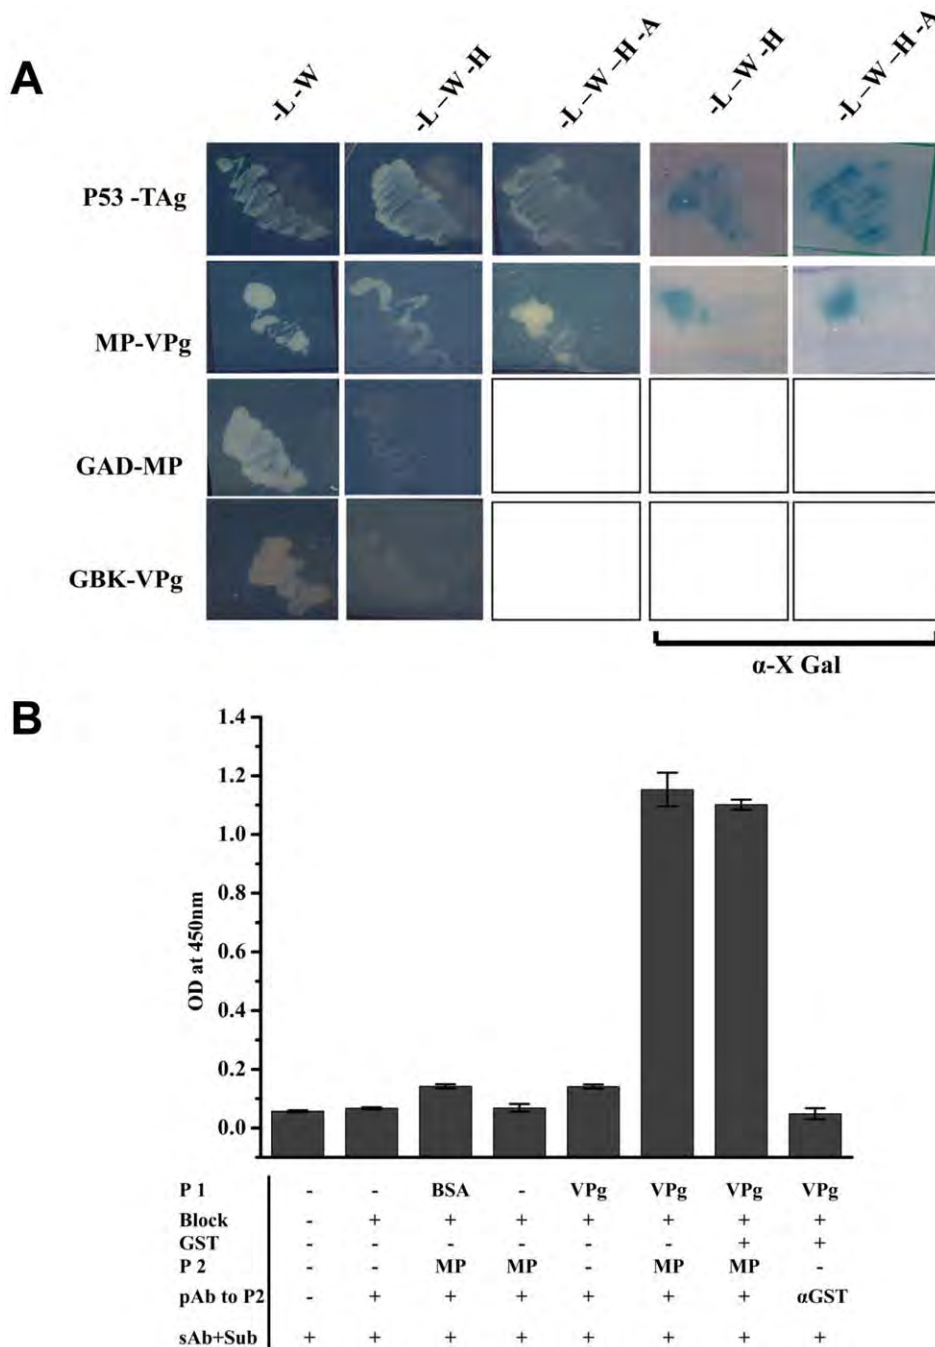 A
-L -W
-L -W -H
-L -W -H -A
-L -W -H
-L -W -H -A
P53 -TAg
MP-VPg
GAD-MP
GBK-VPg
α-X Gal
B
OD at 450nm
1.4
1.2
1.0
0.8
0.6
0.4
0.2
0.0
P 1 - - BSA - VPg VPg VPg VPg
Block - + + + + + + +
GST - - - - - - + +
P 2 - - MP MP - MP MP -
pAb to P2 - + + + + + + αGST
sAb+Sub + + + + + + + +